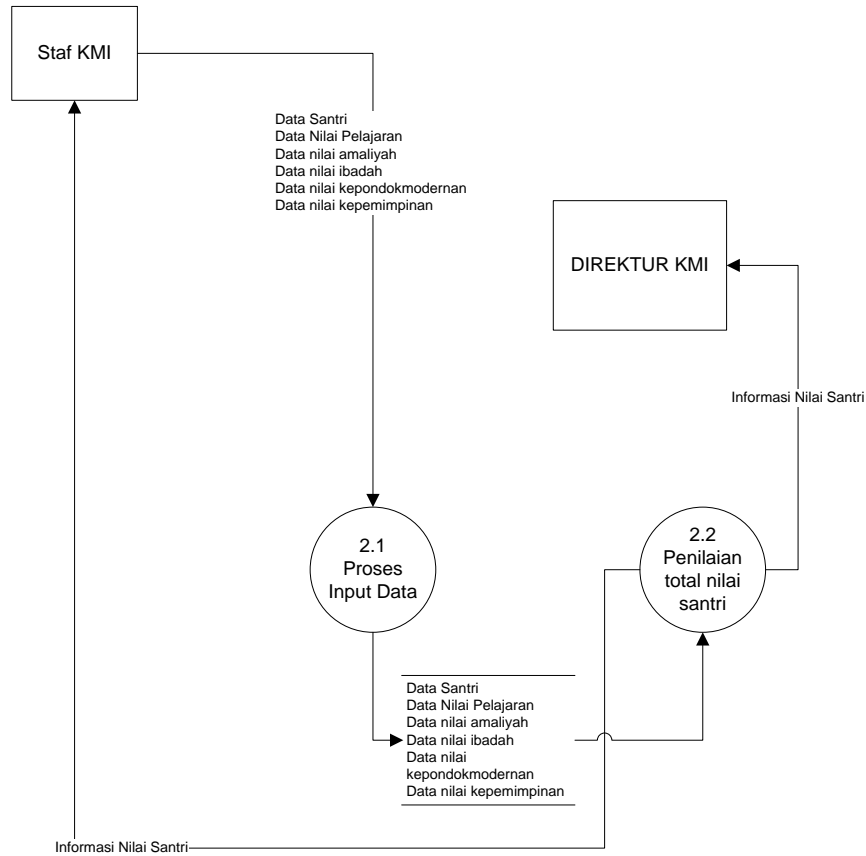 Staf KMI
Data Santri
Data Nilai Pelajaran
Data nilai amaliyah
Data nilai ibadah
Data nilai kepondokmodernan
Data nilai kepemimpinan
DIREKTUR KMI
Informasi Nilai Santri
2.1
Proses
Input Data
2.2
Penilaian
total nilai
santri
Data Santri
Data Nilai Pelajaran
Data nilai amaliyah
Data nilai ibadah
Data nilai
kepondokmodernan
Data nilai kepemimpinan
Informasi Nilai Santri